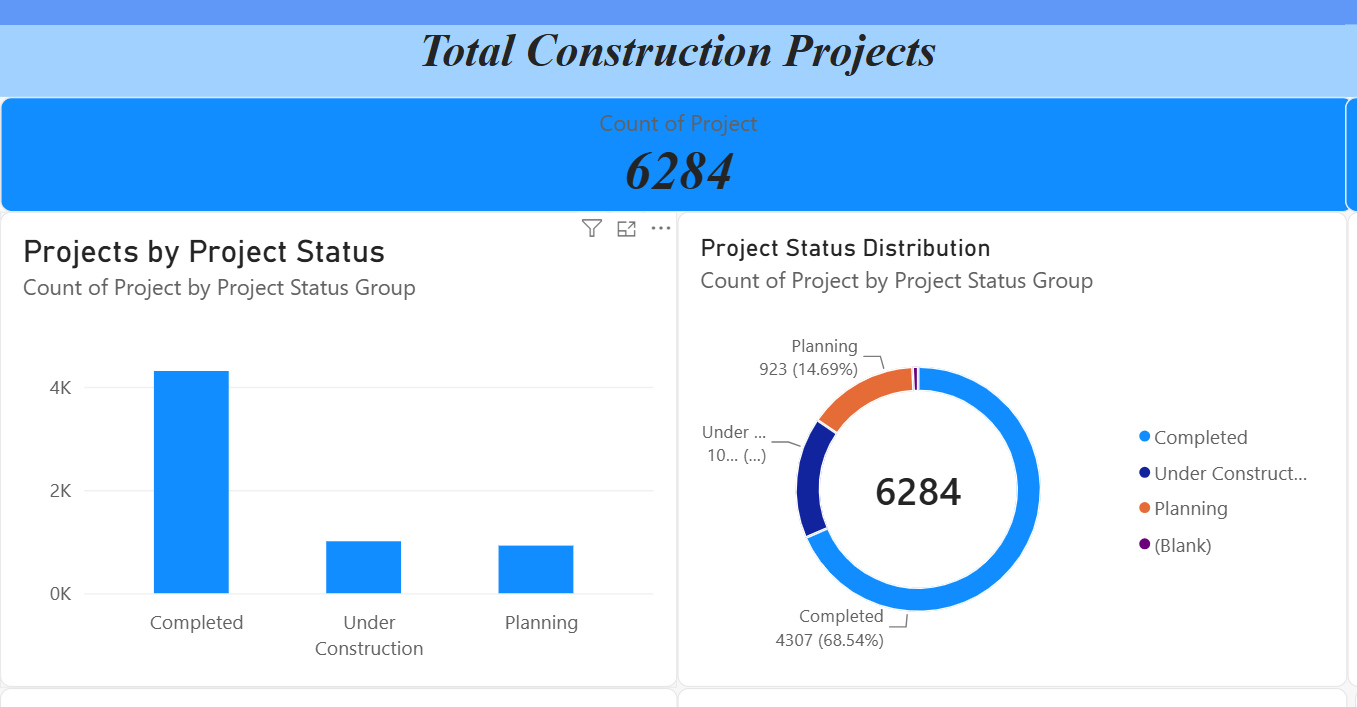 Total Construction Projects
Count of Project
6284
Projects by Project Status
Count of Project by Project Status Group
4K
2K
0K
Completed
Under
Construction
Planning
Project Status Distribution
Count of Project by Project Status Group
Planning
923 (14.69%)
Under ...
10... (...)
6284
Completed
4307 (68.54%)
Completed
Under Construct...
Planning
(Blank)